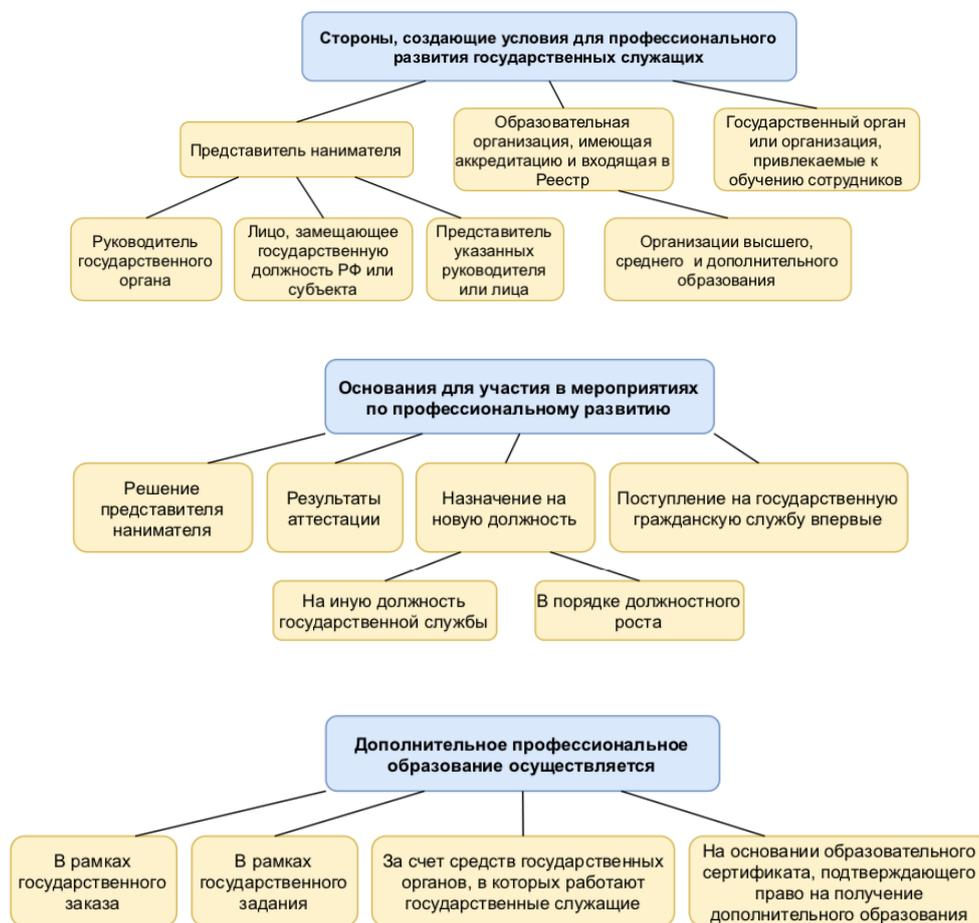 Стороны, создающие условия для профессионального
развития государственных служащих
Представитель нанимателя
Образовательная
организация, имеющая
аккредитацию и входящая в
Реестр
Государственный орган
или организация,
привлекаемые к
обучению сотрудников
Руководитель
государственного
органа
Лицо, замещающее
государственную
должность РФ или
субъекта
Представитель
указанных
руководителя
или лица
Организации высшего,
среднего и дополнительного
образования
Основания для участия в мероприятиях
по профессиональному развитию
Решение
представителя
нанимателя
Результаты
аттестации
Назначение на
новую должность
Поступление на государственную
гражданскую службу впервые
На иную должность
государственной службы
В порядке должностного
роста
Дополнительное профессиональное
образование осуществляется
В рамках
государственного
заказа
В рамках
государственного
задания
За счет средств государственных
органов, в которых работают
государственные служащие
На основании образовательного
сертификата, подтверждающего
право на получение
дополнительного образования